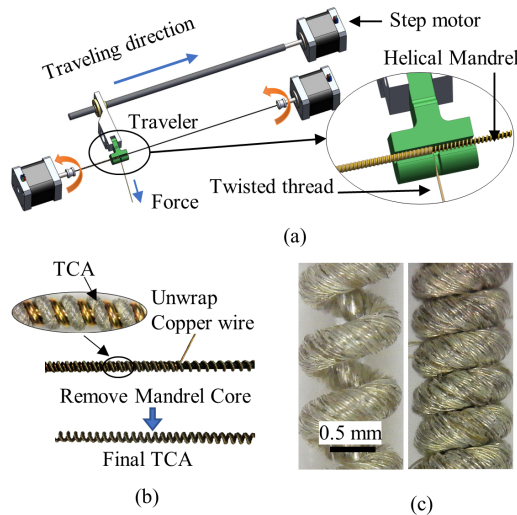 Step motor
Traveling direction
Helical Mandrel
Traveler
Twisted thread
Force
(a)
TCA
Unwrap
Copper wire
Remove Mandrel Core
Final TCA
0.5 mm
(b)
(c)